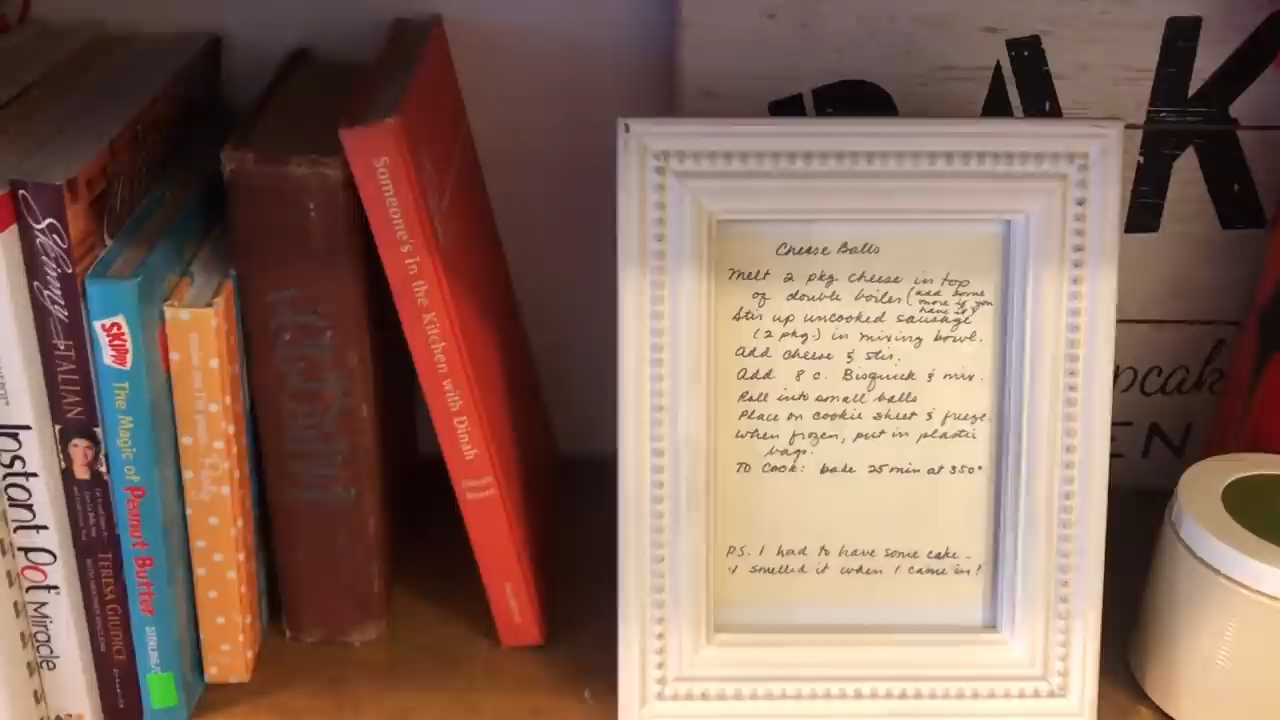 Instant Pot Miracle
Skinny ITALIAN
TERESA GIUDICE
SKIPPY
The Magic of Peanut Butter
STERLING
Someone's In the Kitchen with Dinah
BAK
pcak
EN
Cheese Balls
Melt 2 pkg cheese in top
of double boiler (add some
more if you
have it)
Stir up uncooked sausage
(2 pkg.) in mixing bowl.
Add cheese & stir.
Add 8 c. Bisquick & mix.
Roll into small balls
Place on cookie sheet & freeze.
When frozen, put in plastic
bags.
TO COOK: bake 25 min at 350°
P.S. I had to have some cake -
I smelled it when I came in!